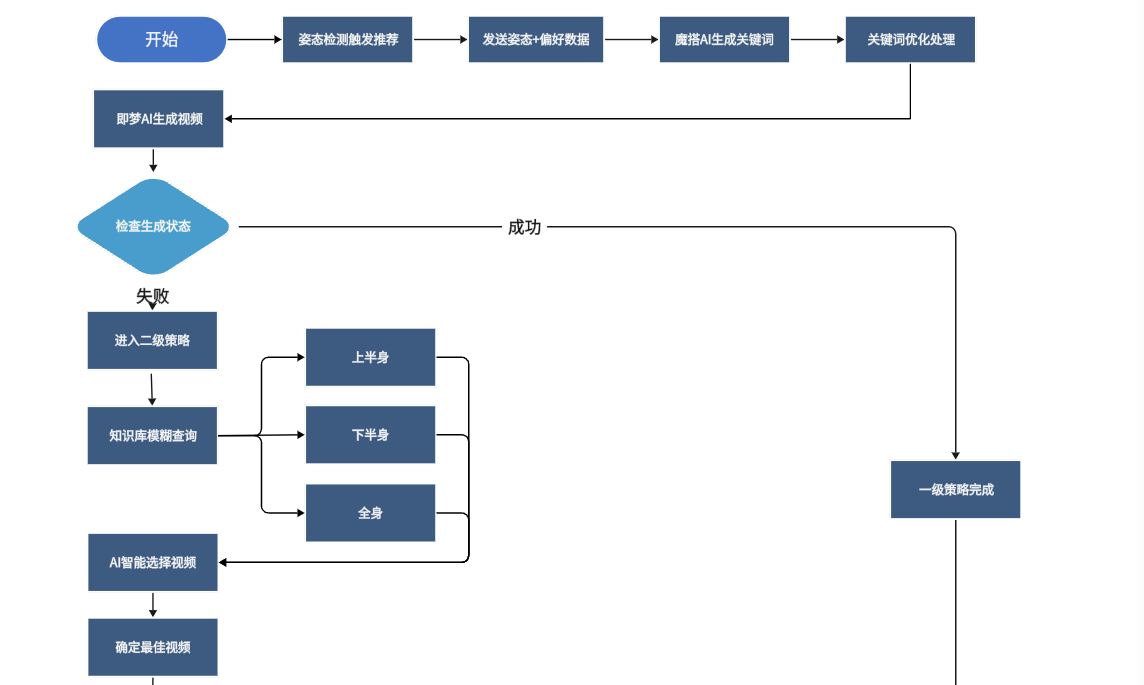 开始
姿态检测触发推荐
发送姿态+偏好数据
魔搭AI生成关键词
关键词优化处理
即梦AI生成视频
检查生成状态
成功
失败
进入二级策略
上半身
知识库模糊查询
下半身
一级策略完成
全身
AI智能选择视频
确定最佳视频